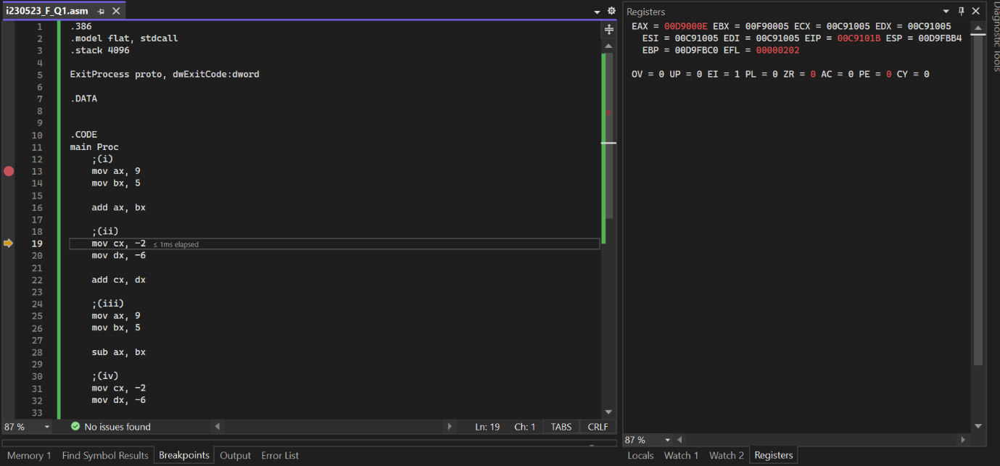 i230523_F_Q1.asm
1 .386
2 .model flat, stdcall
3 .stack 4096
4
5 ExitProcess proto, dwExitCode:dword
6
7 .DATA
8
9
10 .CODE
11 main Proc
12 ;(i)
13 mov ax, 9
14 mov bx, 5
15
16 add ax, bx
17
18 ;(ii)
19 mov cx, -2 ≤ 1ms elapsed
20 mov dx, -6
21
22 add cx, dx
23
24 ;(iii)
25 mov ax, 9
26 mov bx, 5
27
28 sub ax, bx
29
30 ;(iv)
31 mov cx, -2
32 mov dx, -6
33
87 % No issues found Ln: 19 Ch: 1 TABS CRLF
Memory 1 Find Symbol Results Breakpoints Output Error List
Registers
EAX = 00D9000E EBX = 00F90005 ECX = 00C91005 EDX = 00C91005
ESI = 00C91005 EDI = 00C91005 EIP = 00C9101B ESP = 00D9FBB4
EBP = 00D9FBC0 EFL = 00000202
OV = 0 UP = 0 EI = 1 PL = 0 ZR = 0 AC = 0 PE = 0 CY = 0
87 %
Locals Watch 1 Watch 2 Registers
Diagnostic Tools